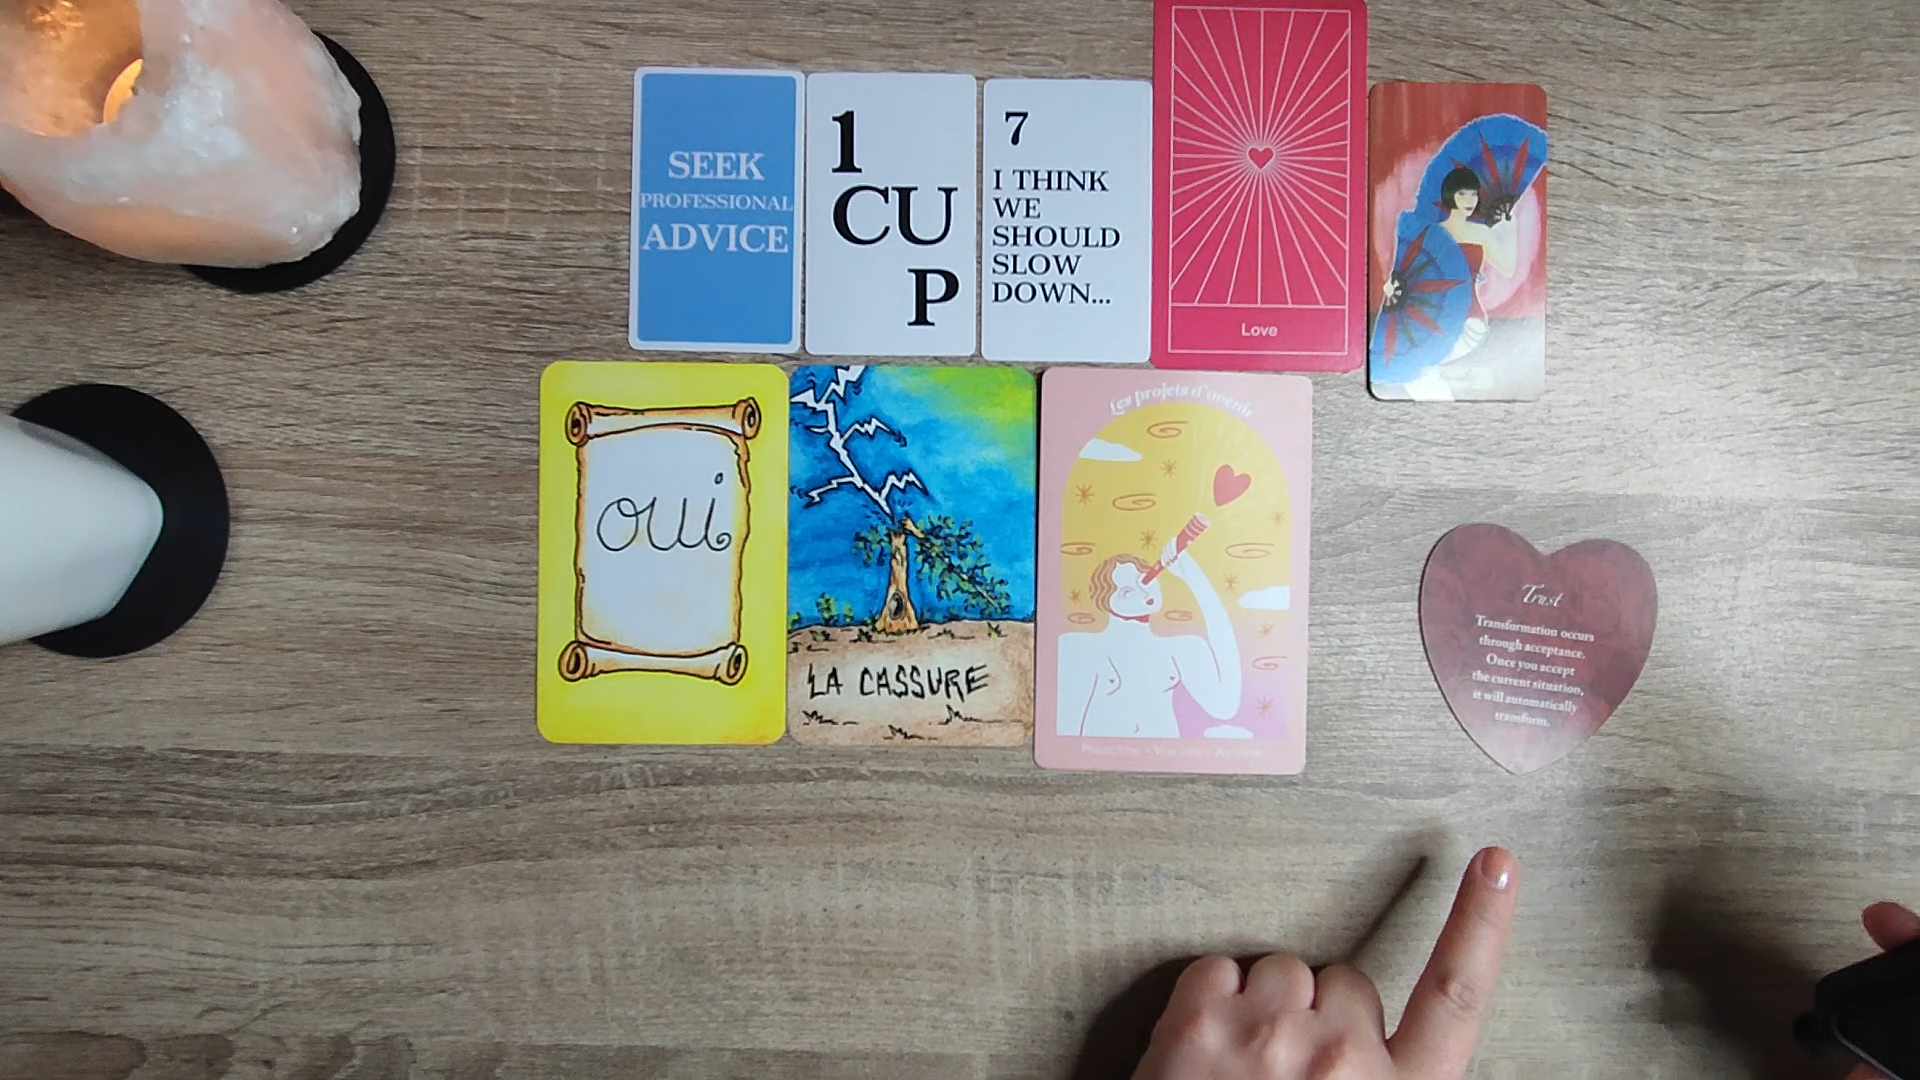 SEEK
PROFESSIONAL
ADVICE
1
CU
P
7
I THINK
WE
SHOULD
SLOW
DOWN...
Love
oui
LA CASSURE
Les projets d'avenir
Trust
Transformation occurs
through acceptance.
Once you accept
the current situation,
it will automatically
transform.